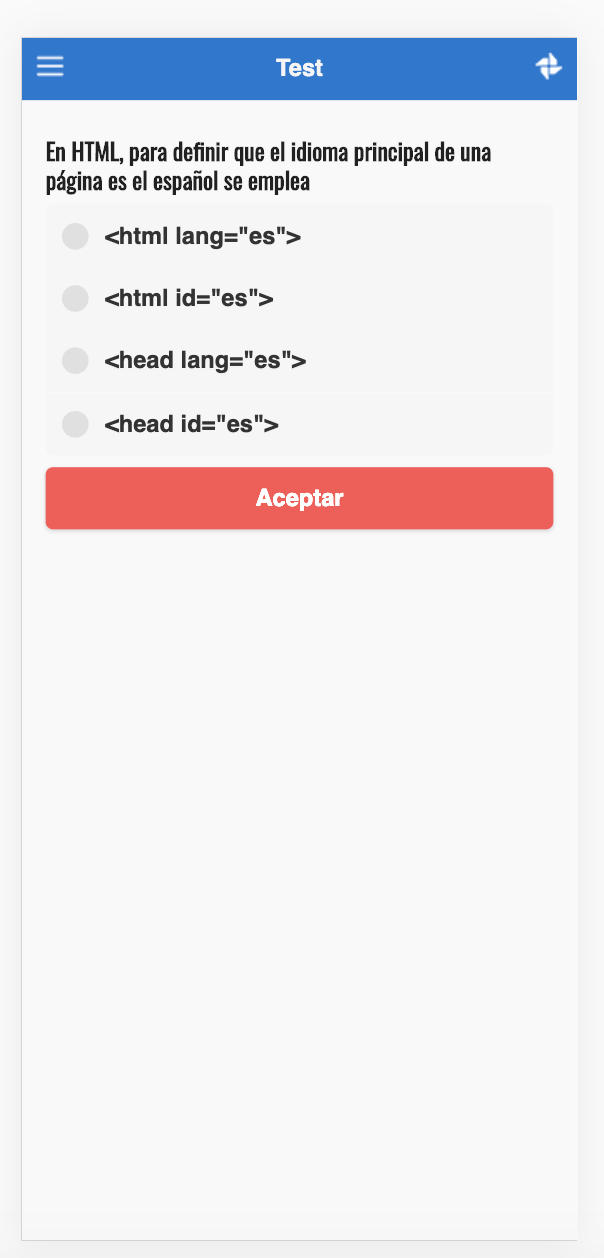 Test
En HTML, para definir que el idioma principal de una
página es el español se emplea
<html lang="es">
<html id="es">
<head lang="es">
<head id="es">
Aceptar